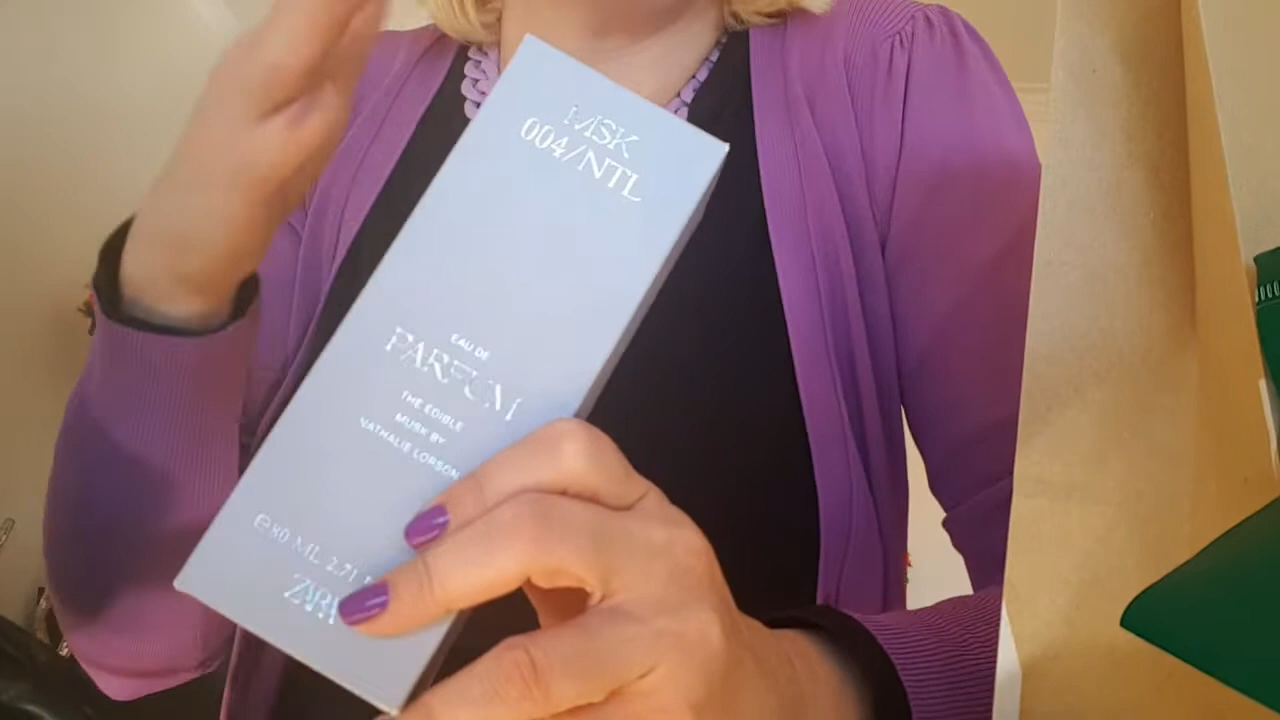 MSK
004/NTL
EAU DE
PARFUM
THE EDIBLE
MUSK BY
NATHALIE LORSON
℮ 80 ML 2.71
ZARA